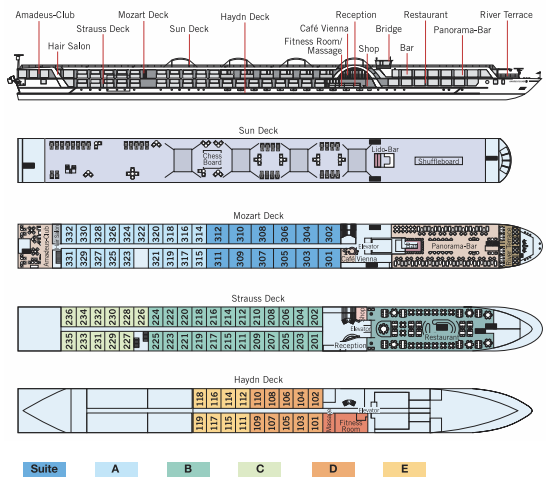 Amadeus-Club
Mozart Deck
Haydn Deck
Reception
Restaurant
River Terrace
Strauss Deck
Sun Deck
Café Vienna
Bridge
Panorama-Bar
Hair Salon
Fitness Room/
Massage
Shop
Bar
Sun Deck
Chess
Board
Lido-Bar
Shuffleboard
Mozart Deck
Amadeus-Club
332 330 328 326 324 322 320 318 316 314 312 310 308 306 304 302
331 329 327 325 323 321 319 317 315 311 309 307 305 303 301
Elevator
Café Vienna
Panorama-Bar
Strauss Deck
236 234 232 230 228 226 224 222 220 218 216 214 212 210 208 206 204 202
235 233 231 229 227 225 223 221 219 217 215 211 209 207 205 203 201
Shop
Elevator
Reception
Restaurant
Haydn Deck
118 116 114 112 110 108 106 104 102
119 117 115 111 109 107 105 103 101
Massage
Elevator
Fitness
Room
Suite A B C D E